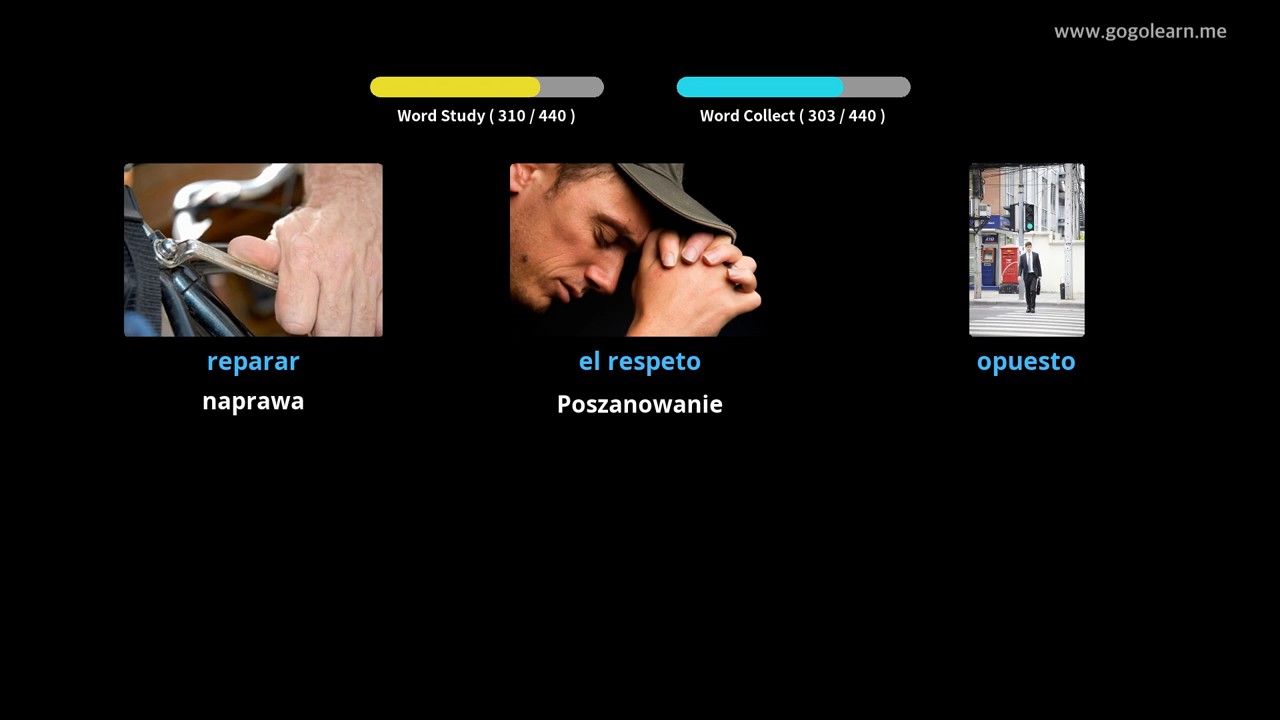 www.gogolearn.me
Word Study ( 310 / 440 )
Word Collect ( 303 / 440 )
reparar
el respeto
opuesto
naprawa
Poszanowanie